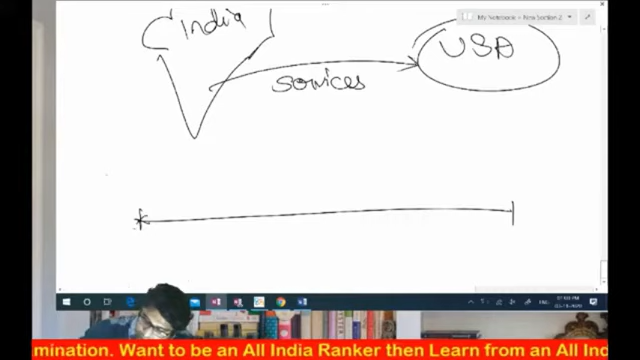 My Notebook » New Section 2
India
USA
Services
ENG
mination. Want to be an All India Ranker then Learn from an All Ind